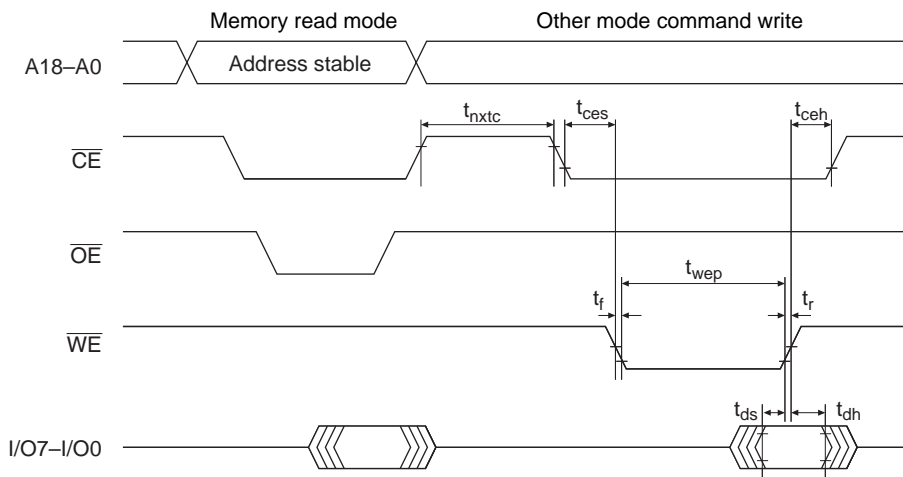 Memory read mode Other mode command write
A18–A0 Address stable
tnxtc tces tceh
CE
OE
twep
tf tr
WE
tds tdh
I/O7–I/O0